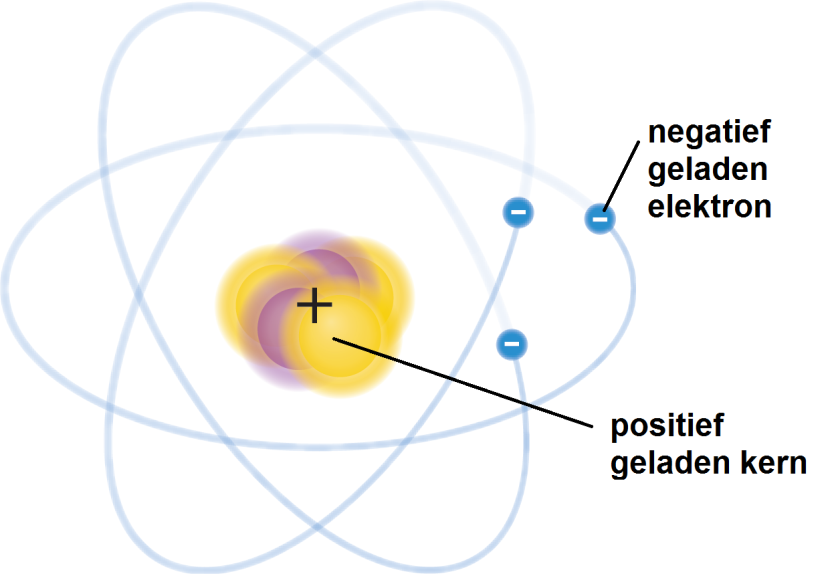 negatief
geladen
elektron
+
-
-
-
positief
geladen kern